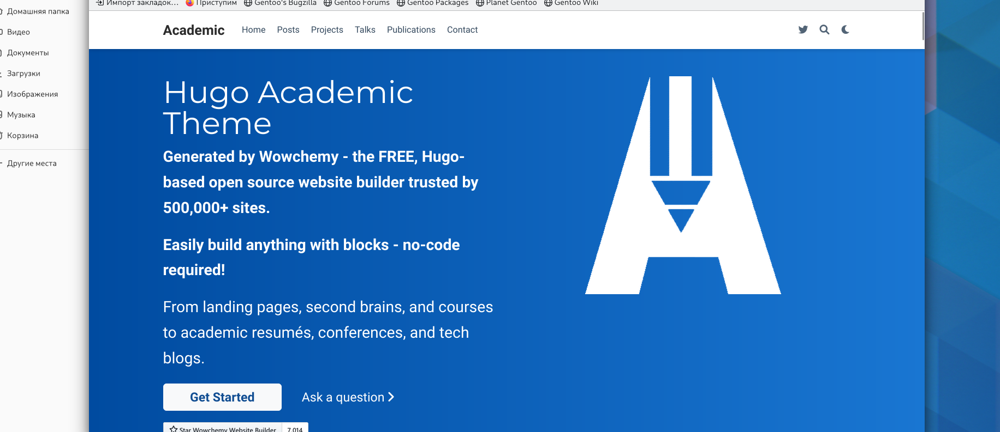 Импорт закладок...
Приступим
Gentoo's Bugzilla
Gentoo Forums
Gentoo Packages
Planet Gentoo
Gentoo Wiki
Домашняя папка
Видео
Документы
Загрузки
Изображения
Музыка
Корзина
Другие места
Academic
Home
Posts
Projects
Talks
Publications
Contact
Hugo Academic
Theme
Generated by Wowchemy - the FREE, Hugo-
based open source website builder trusted by
500,000+ sites.
Easily build anything with blocks - no-code
required!
From landing pages, second brains, and courses
to academic resumés, conferences, and tech
blogs.
Get Started
Ask a question
Star Wowchemy Website Builder
7,014